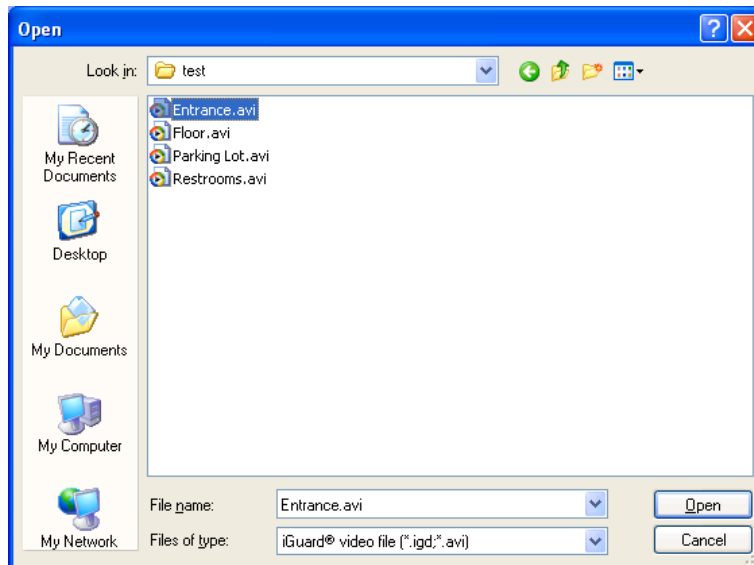 Open
Look in:
test
Entrance.avi
Floor.avi
Parking Lot.avi
Restrooms.avi
My Recent
Documents
Desktop
My Documents
My Computer
My Network
File name:
Entrance.avi
Open
Files of type:
iGuard® video file (*.igd;*.avi)
Cancel